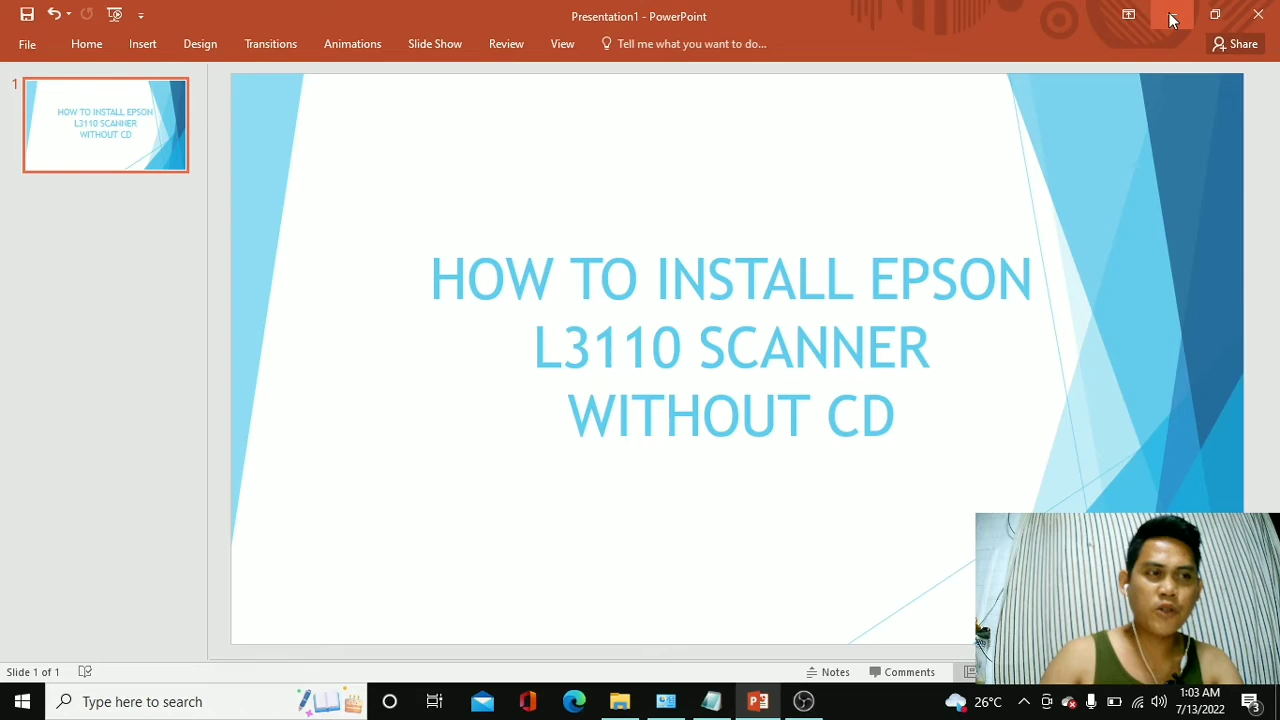 Presentation1 - PowerPoint
File Home Insert Design Transitions Animations Slide Show Review View Tell me what you want to do... Share
1
HOW TO INSTALL EPSON
L3110 SCANNER
WITHOUT CD
HOW TO INSTALL EPSON
L3110 SCANNER
WITHOUT CD
Slide 1 of 1 Notes Comments
Type here to search 26°C 1:03 AM
7/13/2022 3